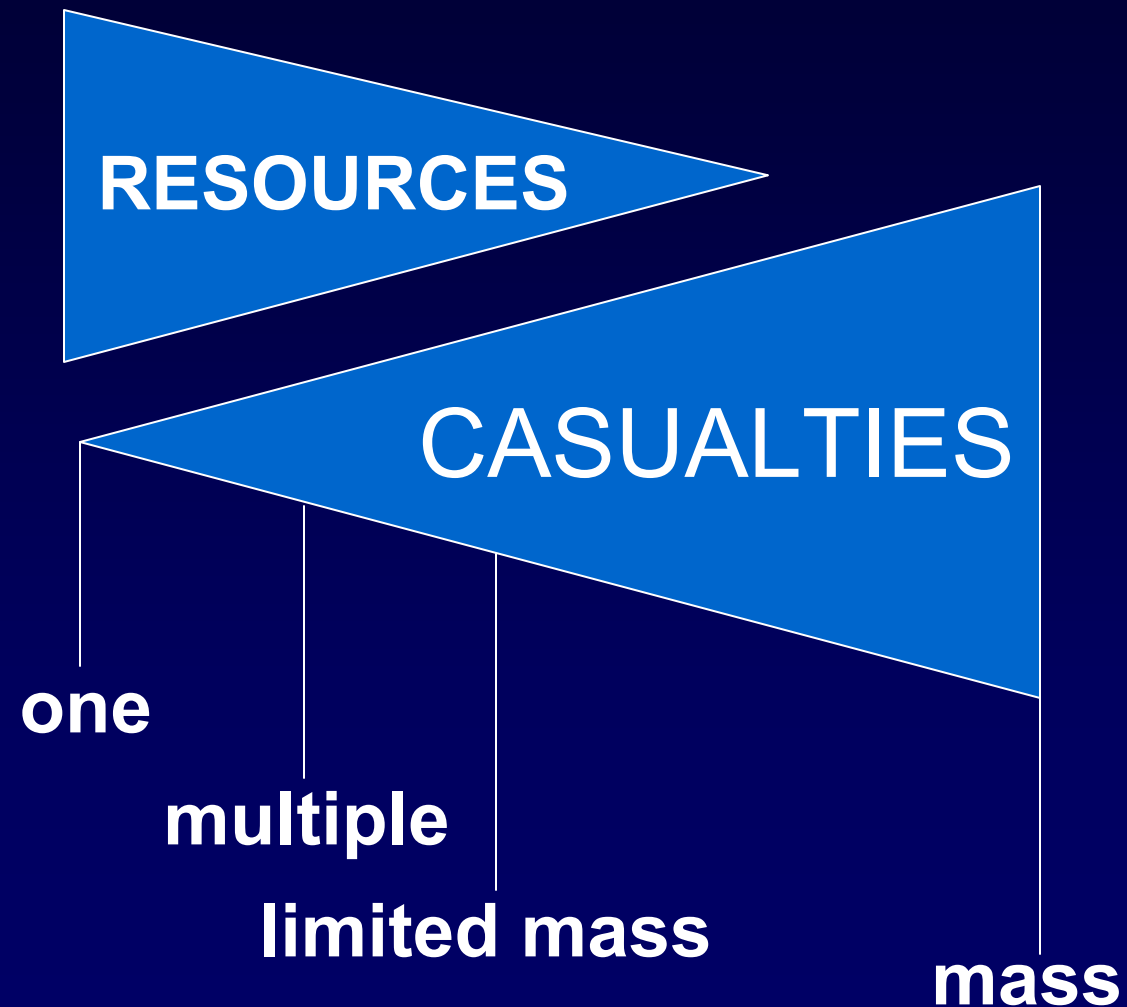 RESOURCES
CASUALTIES
one
multiple
limited mass
mass